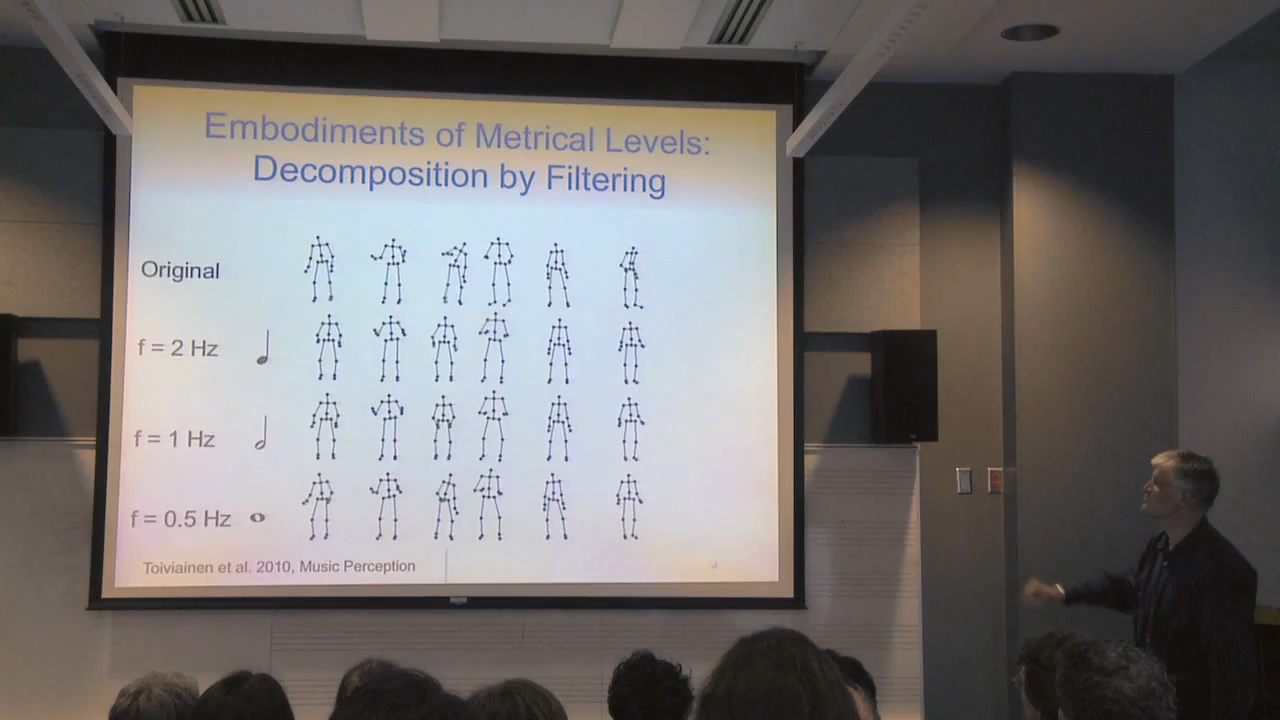 Embodiments of Metrical Levels:
Decomposition by Filtering
Original
f = 2 Hz
f = 1 Hz
f = 0.5 Hz
Toiviainen et al. 2010, Music Perception